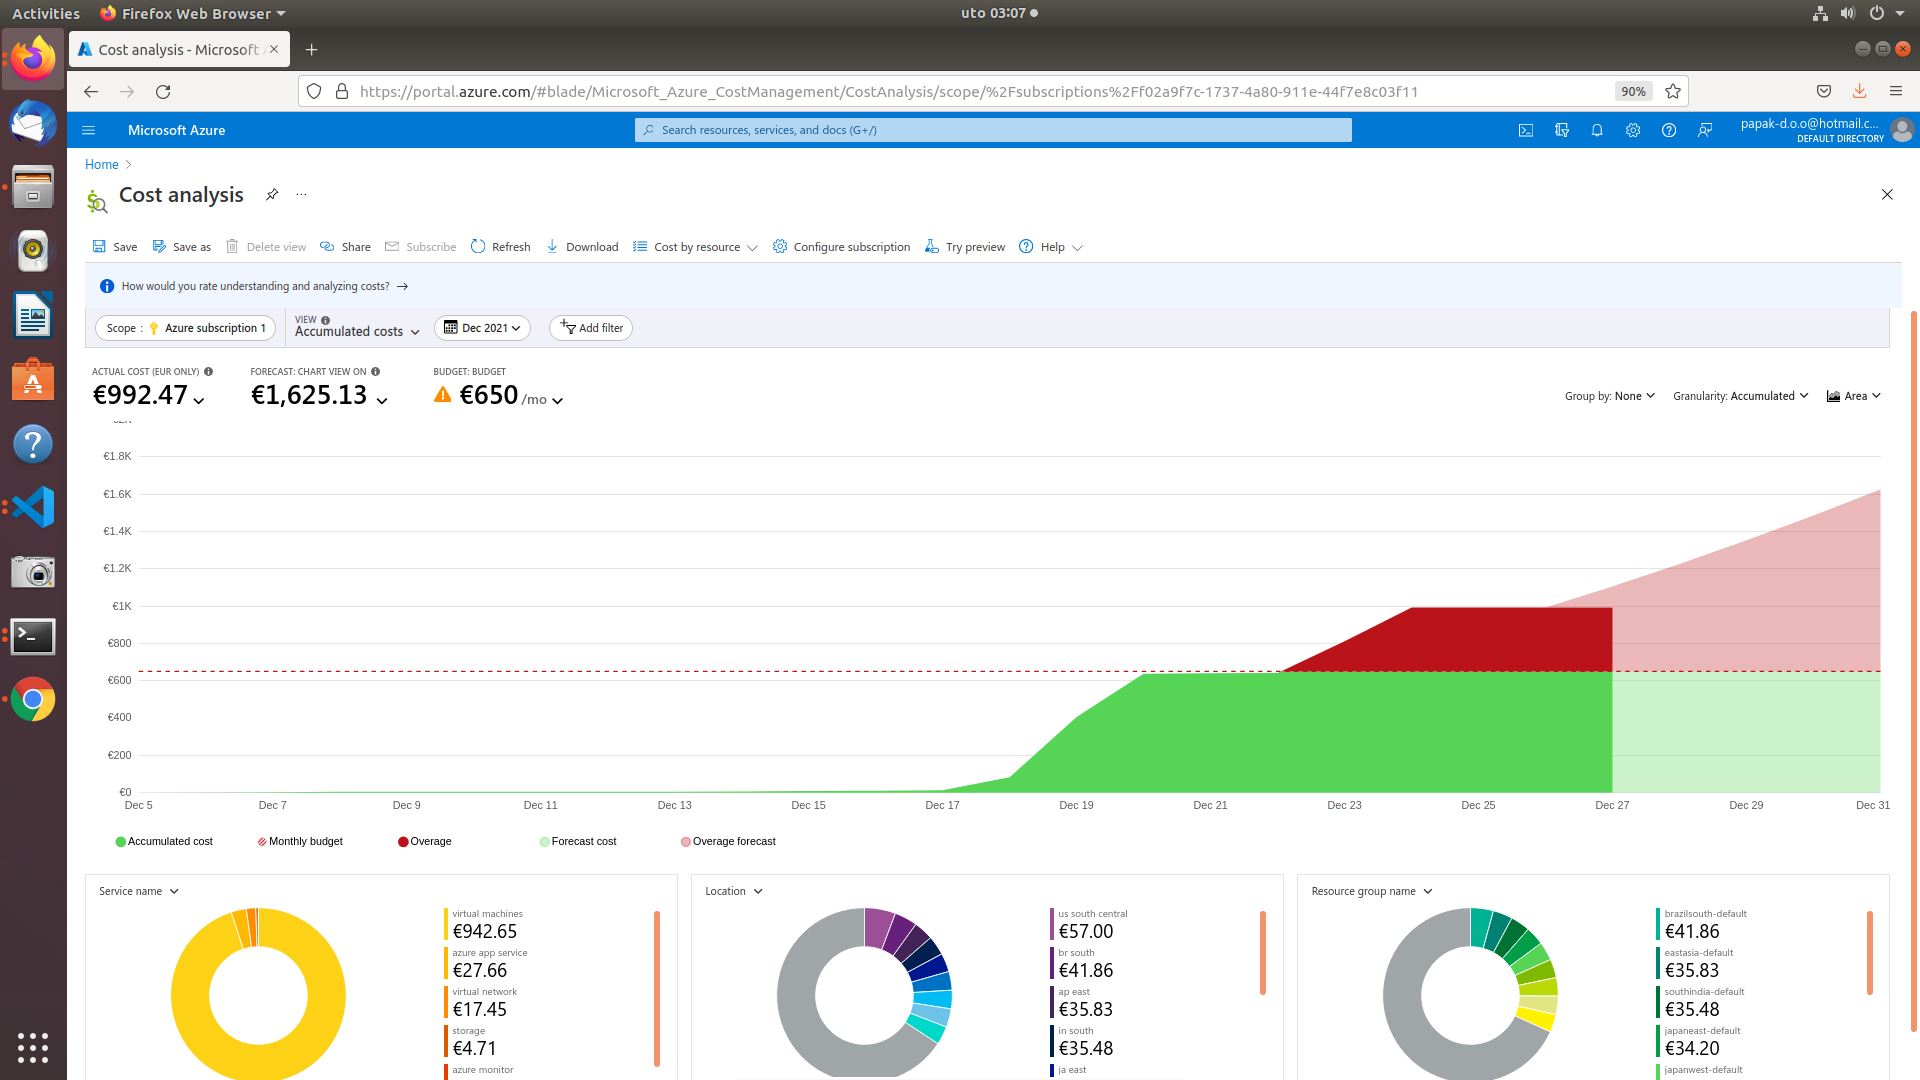 Activities
Firefox Web Browser
uto 03:07
Cost analysis - Microsoft A
https://portal.azure.com/#blade/Microsoft_Azure_CostManagement/CostAnalysis/scope/%2Fsubscriptions%2Ff02a9f7c-1737-4a80-911e-44f7e8c03f11
90%
Microsoft Azure
Search resources, services, and docs (G+/)
papak-d.o.o@hotmail.c...
DEFAULT DIRECTORY
Home
Cost analysis
...
Save
Save as
Delete view
Share
Subscribe
Refresh
Download
Cost by resource
Configure subscription
Try preview
Help
How would you rate understanding and analyzing costs?
Scope : Azure subscription 1
VIEW
Accumulated costs
Dec 2021
Add filter
ACTUAL COST (EUR ONLY)
€992.47
FORECAST: CHART VIEW ON
€1,625.13
BUDGET: BUDGET
€650 /mo
Group by: None
Granularity: Accumulated
Area
€2K
€1.8K
€1.6K
€1.4K
€1.2K
€1K
€800
€600
€400
€200
€0
Dec 5
Dec 7
Dec 9
Dec 11
Dec 13
Dec 15
Dec 17
Dec 19
Dec 21
Dec 23
Dec 25
Dec 27
Dec 29
Dec 31
Accumulated cost
Monthly budget
Overage
Forecast cost
Overage forecast
Service name
virtual machines
€942.65
azure app service
€27.66
virtual network
€17.45
storage
€4.71
azure monitor
Location
us south central
€57.00
br south
€41.86
ap east
€35.83
in south
€35.48
ja east
Resource group name
brazilsouth-default
€41.86
eastasia-default
€35.83
southindia-default
€35.48
japaneast-default
€34.20
japanwest-default